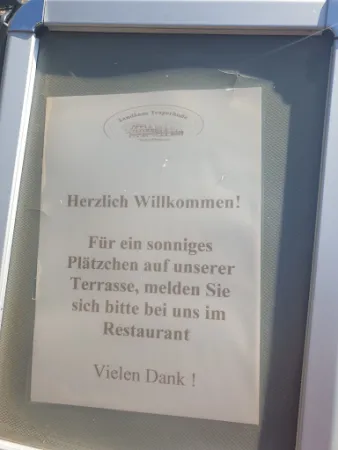 Herzlich Willkommen!
Für ein sonniges
Plätzchen auf unserer
Terrasse, melden Sie
sich bitte bei uns im
Restaurant
Vielen Dank !